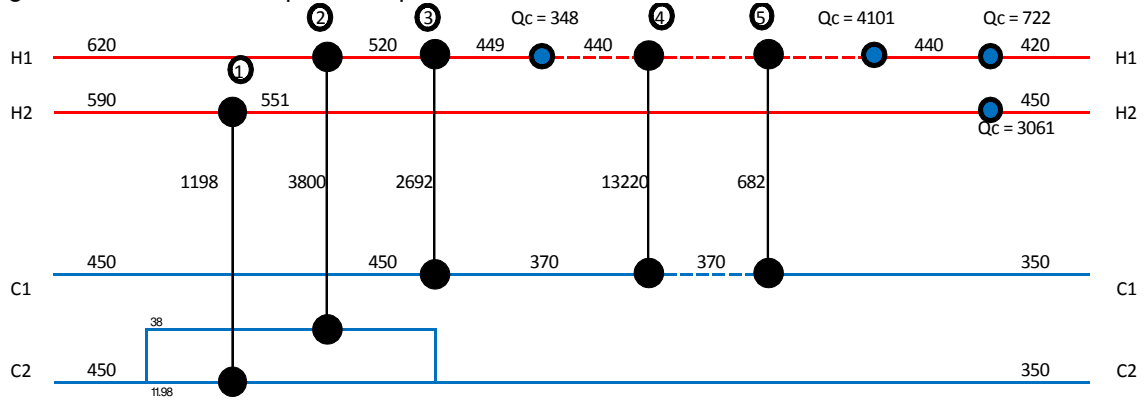 ② ③ Qc = 348 ④ ⑤ Qc = 4101 Qc = 722
H1 620 520 449 440 440 420 H1
①
H2 590 551 450 H2
Qc = 3061
1198 3800 2692 13220 682
450 450 370 370 350
C1 C1
38
C2 450 350 C2
11.98